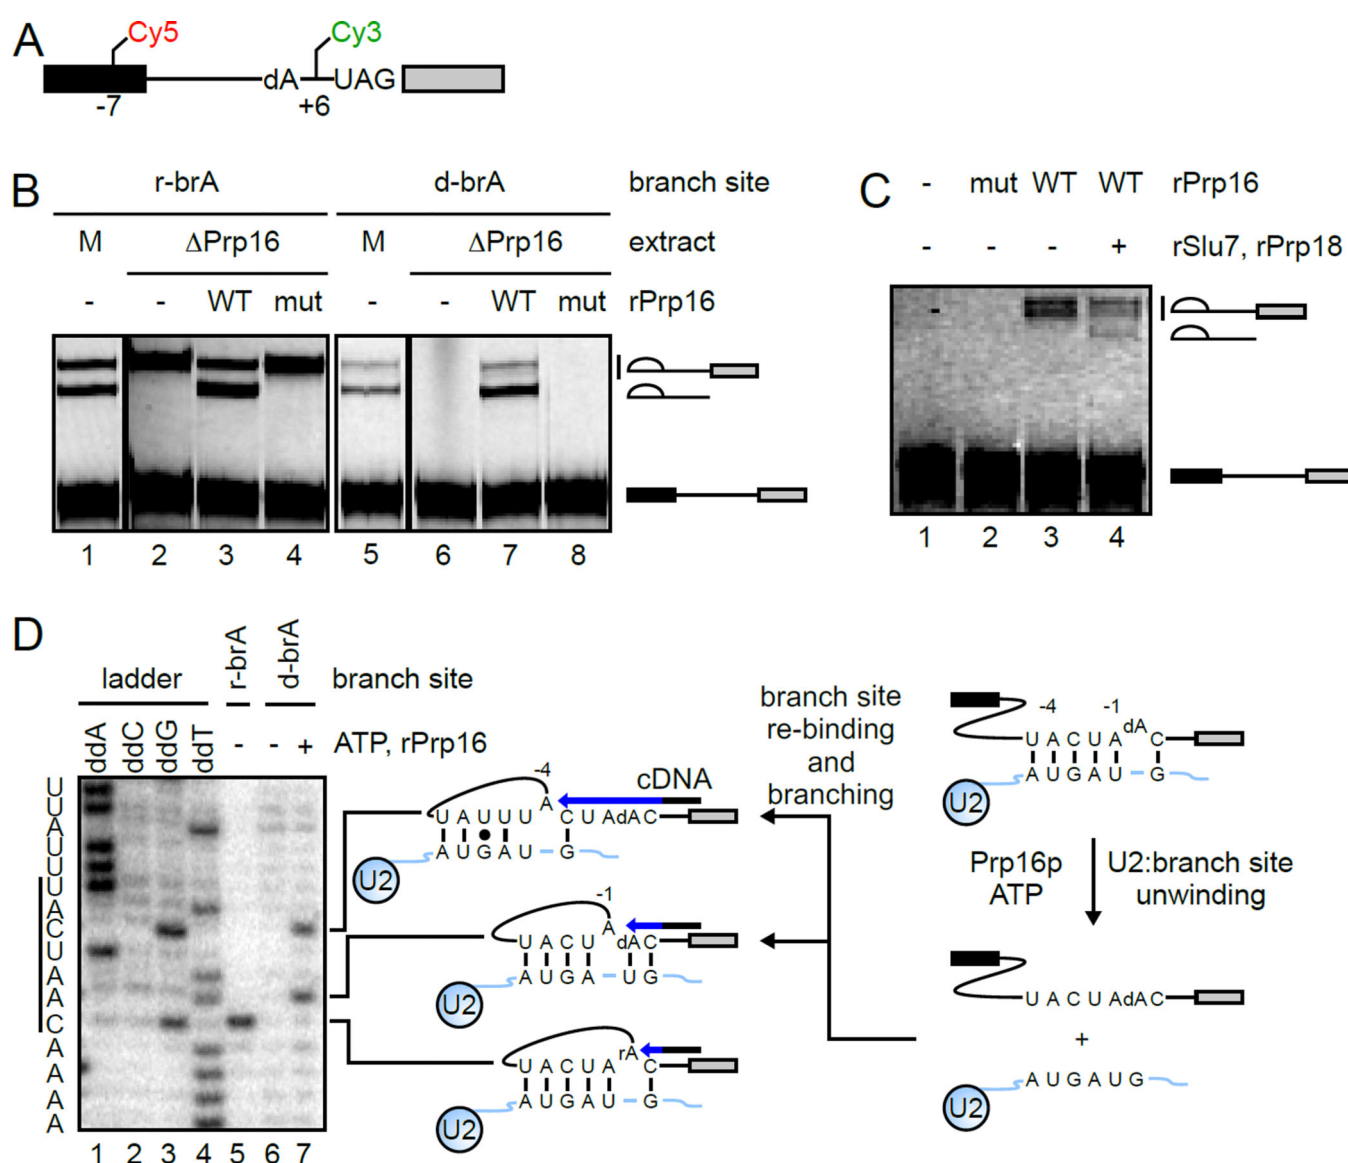 A
Cy5
Cy3
dA
UAG
-7
+6
B
r-brA
d-brA
branch site
M
ΔPrp16
M
ΔPrp16
extract
-
-
WT
mut
-
-
WT
mut
rPrp16
1
2
3
4
5
6
7
8
C
-
mut
WT
WT
rPrp16
-
-
-
+
rSlu7, rPrp18
1
2
3
4
D
ladder
r-brA
d-brA
branch site
ddA
ddC
ddG
ddT
-
-
+
ATP, rPrp16
U
U
A
U
U
U
A
C
U
A
A
C
A
A
A
A
1
2
3
4
5
6
7
-4
cDNA
U A U U U A C U A dA C
A U G A U G
U2
-1
U A C U A dA C
A U G A U G
U2
U A C U A rA C
A U G A U G
U2
branch site
re-binding
and
branching
-4
-1
U A C U A dA C
A U G A U G
U2
Prp16p
ATP
U2:branch site
unwinding
U A C U A dA C
+
A U G A U G
U2